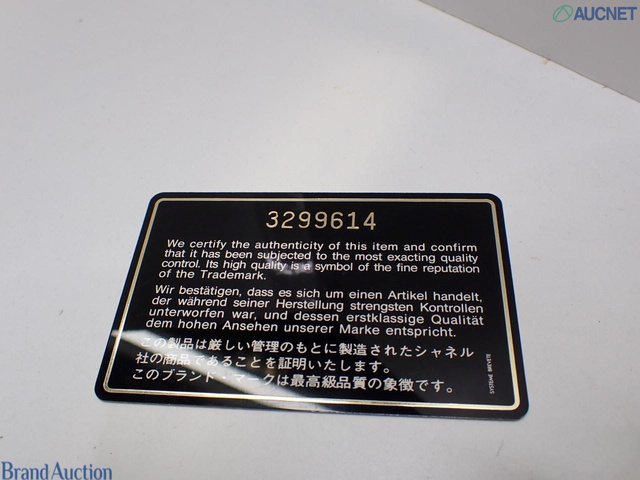 AUCNET
3299614
We certify the authenticity of this item and confirm
that it has been subjected to the most exacting quality
control. Its high quality is a symbol of the fine reputation
of the Trademark.
Wir bestätigen, dass es sich um einen Artikel handelt,
der während seiner Herstellung strengsten Kontrollen
unterworfen war, und dessen erstklassige Qualität
dem hohen Ansehen unserer Marke entspricht.
この製品は厳しい管理のもとに製造されたシャネル
社の商品であることを証明いたします。
このブランド・マークは最高級品質の象徴です。
SYSTEME BREVETE
Brand Auction